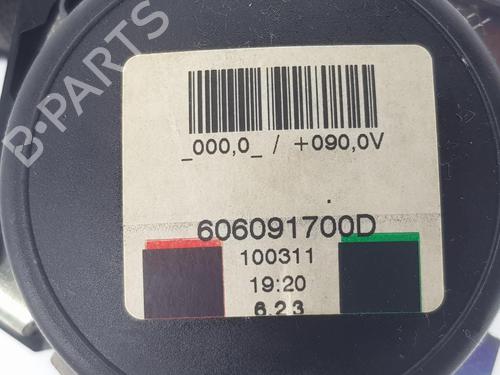 _000,0_ / +090,0V
606091700D
100311
19:20
6.2 3
B-PARTS